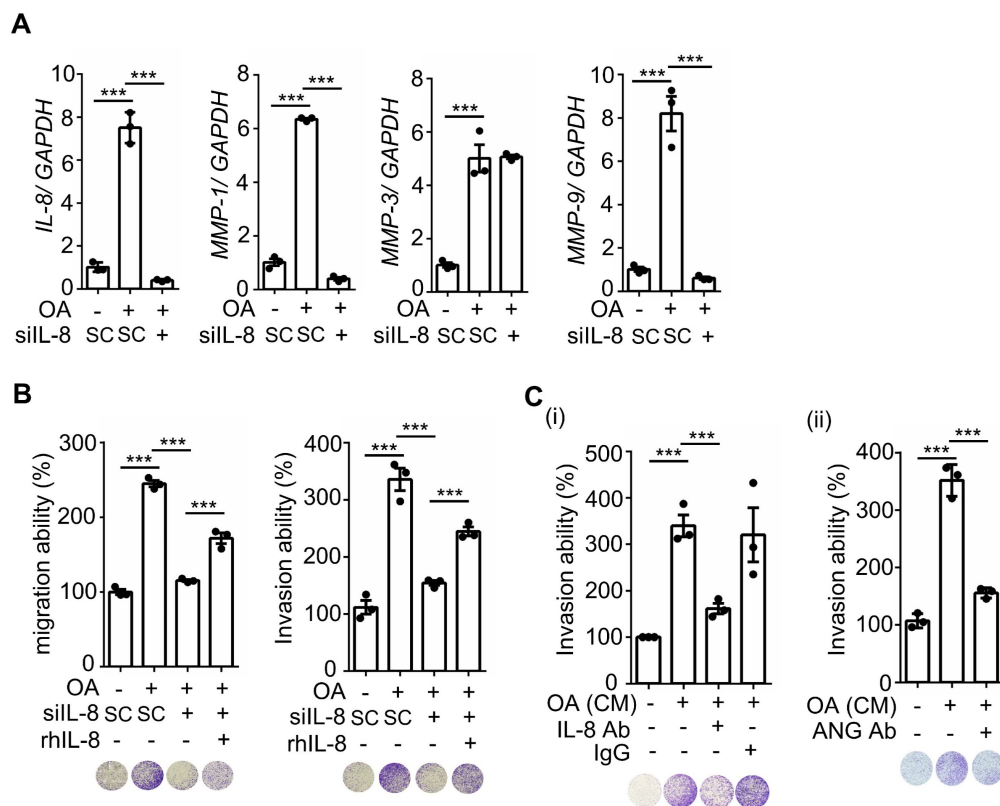 A
IL-8/ GAPDH
10
8
6
4
2
0
***
***
OA - + +
siIL-8 SC SC +
MMP-1/ GAPDH
8
6
4
2
0
***
***
- + +
SC SC +
MMP-3/ GAPDH
8
6
4
2
0
***
OA - + +
siIL-8 SC SC +
MMP-9/ GAPDH
10
8
6
4
2
0
***
***
OA - + +
siIL-8 SC SC +
B
migration ability (%)
300
200
100
0
***
***
***
OA - + + +
siIL-8 SC SC + +
rhIL-8 - - - +
Invasion ability (%)
400
300
200
100
0
***
***
***
OA - + + +
siIL-8 SC SC + +
rhIL-8 - - - +
C
(i)
Invasion ability (%)
500
400
300
200
100
0
***
***
OA (CM) - + + +
IL-8 Ab - - + -
IgG - - - +
(ii)
Invasion ability (%)
400
300
200
100
0
***
***
OA (CM) - + +
ANG Ab - - +